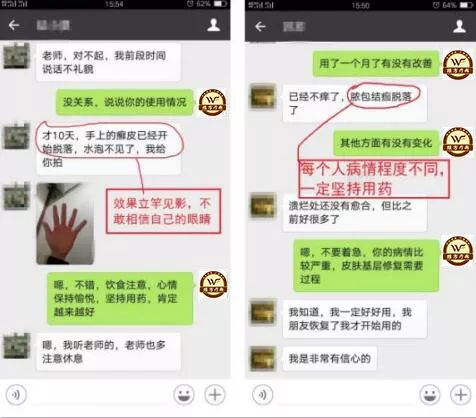 15:54
62%
老师，对不起，我前段时间
说话不礼貌
没关系，说说你的使用情况
才10天，手上的癣皮已经开
始脱落，水泡不见了，我给
你拍
效果立竿见影，不
敢相信自己的眼睛
嗯，不错，饮食注意，心情
保持愉悦，坚持用药，肯定
越来越好
嗯，我听老师的，老师也多
注意休息
15:50
64%
用了一个月了有没有改善
已经不痒了，脓包结痂脱落
了
其他方面有没有变化
每个人病情程度不同，
一定坚持用药
溃烂处还没有愈合，但比之
前好很多了
嗯，不要着急，你的病情比
较严重，皮肤基层修复需要
过程
我知道，我一定好好用，我
朋友恢复了我才开始用的
我是非常有信心的